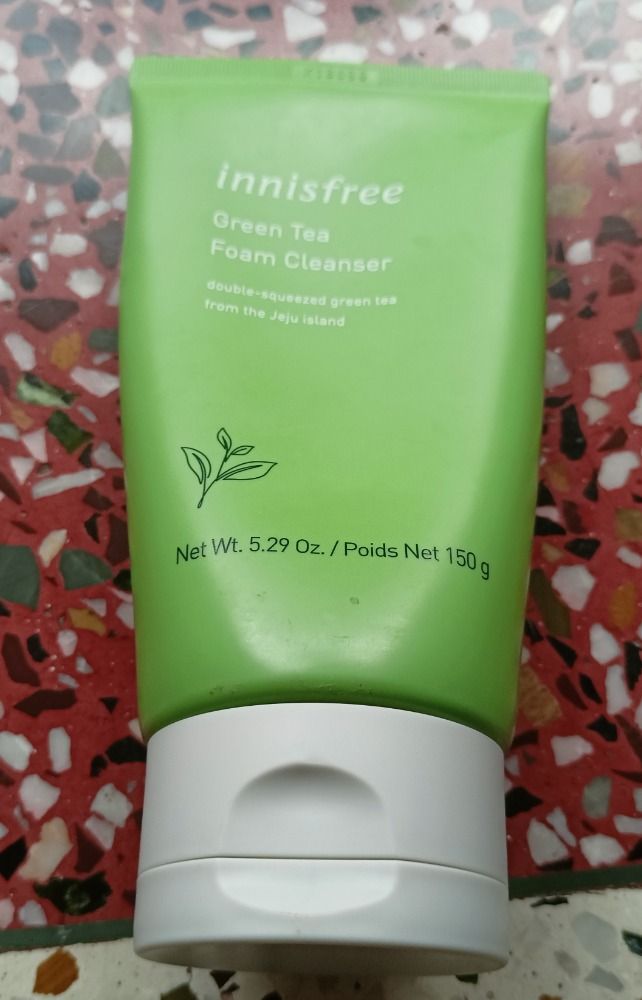 innisfree
Green Tea
Foam Cleanser
double-squeezed green tea
from the Jeju island
Net Wt. 5.29 Oz. / Poids Net 150 g